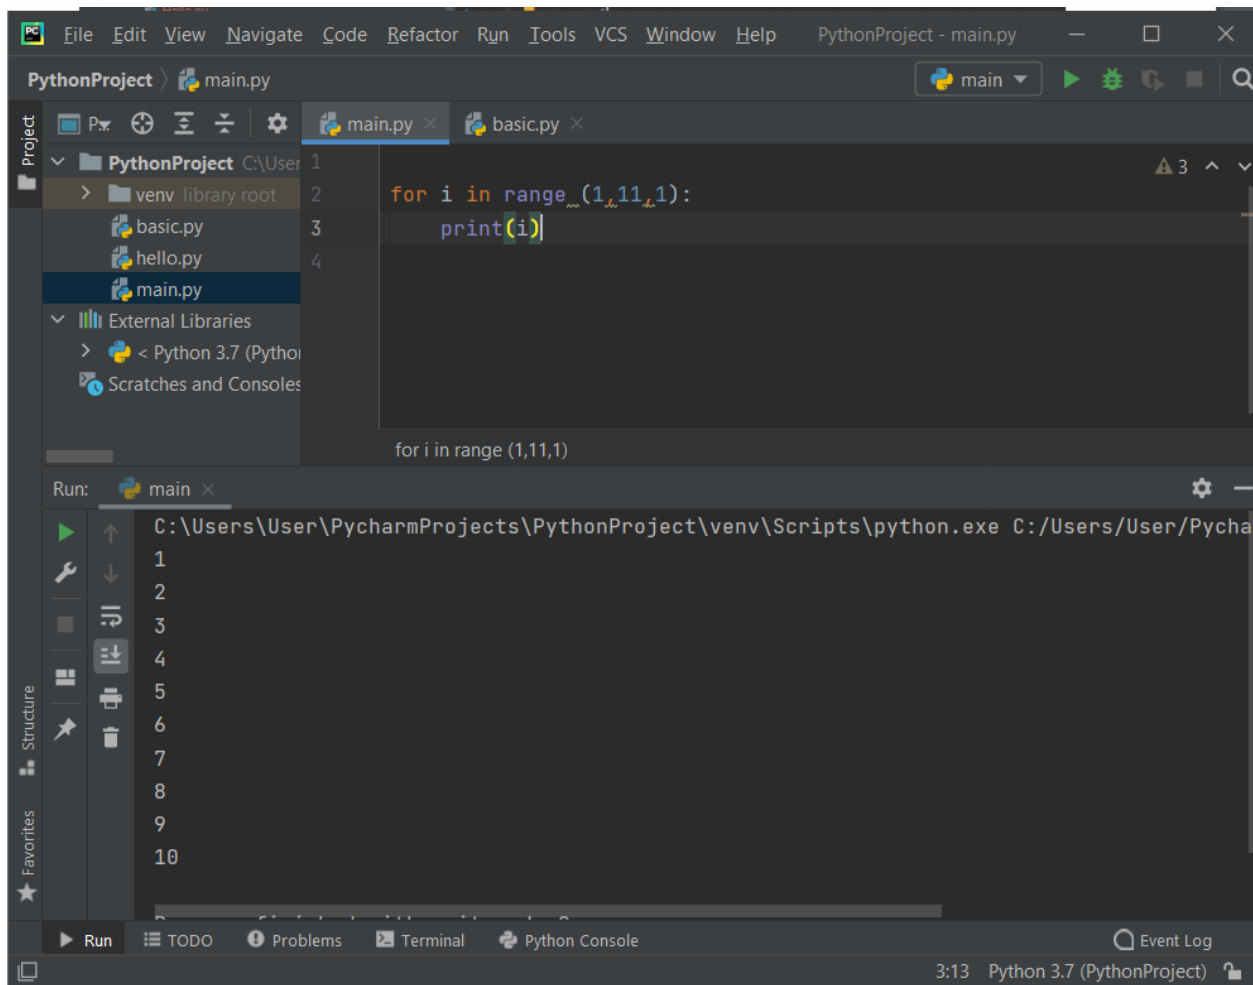 Hello.py
PC File Edit View Navigate Code Refactor Run Tools VCS Window Help PythonProject - main.py
PythonProject main.py main
Project P main.py basic.py
PythonProject C:\User
venv library root
basic.py
hello.py
main.py
External Libraries
< Python 3.7 (Pytho
Scratches and Consoles
1
2 for i in range (1,11,1):
3 print(i)
4
3
for i in range (1,11,1)
Run: main
C:\Users\User\PycharmProjects\PythonProject\venv\Scripts\python.exe C:/Users/User/Pycha
1
2
3
4
5
6
7
8
9
10
Structure
Favorites
Run TODO Problems Terminal Python Console Event Log
3:13 Python 3.7 (PythonProject)